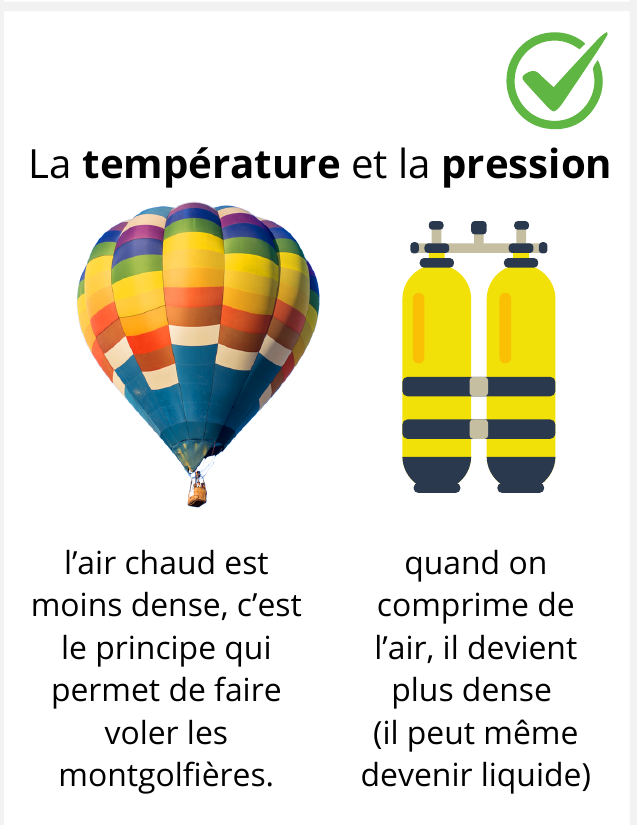 La température et la pression
l’air chaud est
moins dense, c’est
le principe qui
permet de faire
voler les
montgolfières.
quand on
comprime de
l’air, il devient
plus dense
(il peut même
devenir liquide)